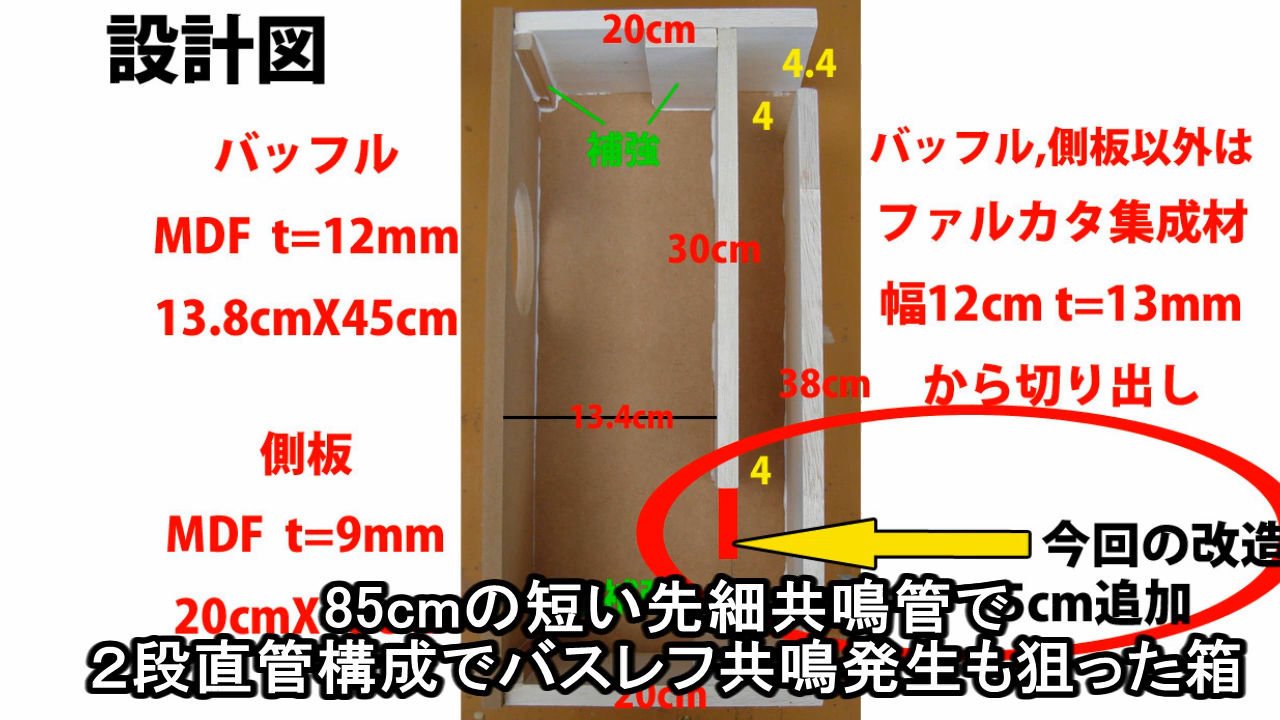 設計図
20cm
4.4
4
補強
バッフル
MDF t=12mm
13.8cmX45cm
バッフル,側板以外は
ファルカタ集成材
幅12cm t=13mm
から切り出し
30cm
38cm
13.4cm
4
側板
MDF t=9mm
20cmX
今回の改造
5cm追加
85cmの短い先細共鳴管で
２段直管構成でバスレフ共鳴発生も狙った箱
20cm